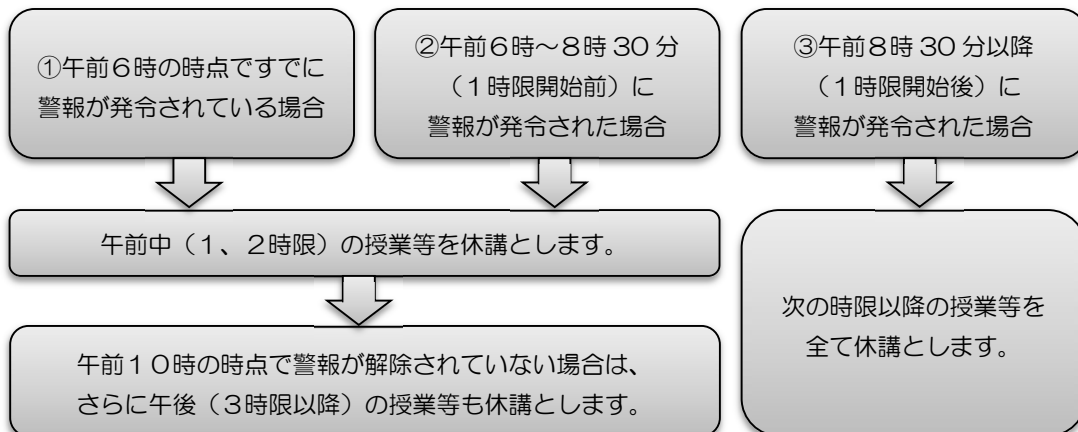 ①午前６時の時点ですでに
警報が発令されている場合
②午前６時～８時 30 分
（１時限開始前）に
警報が発令された場合
③午前８時 30 分以降
（１時限開始後）に
警報が発令された場合
午前中（１、２時限）の授業等を休講とします。
午前１０時の時点で警報が解除されていない場合は、
さらに午後（３時限以降）の授業等も休講とします。
次の時限以降の授業等を
全て休講とします。